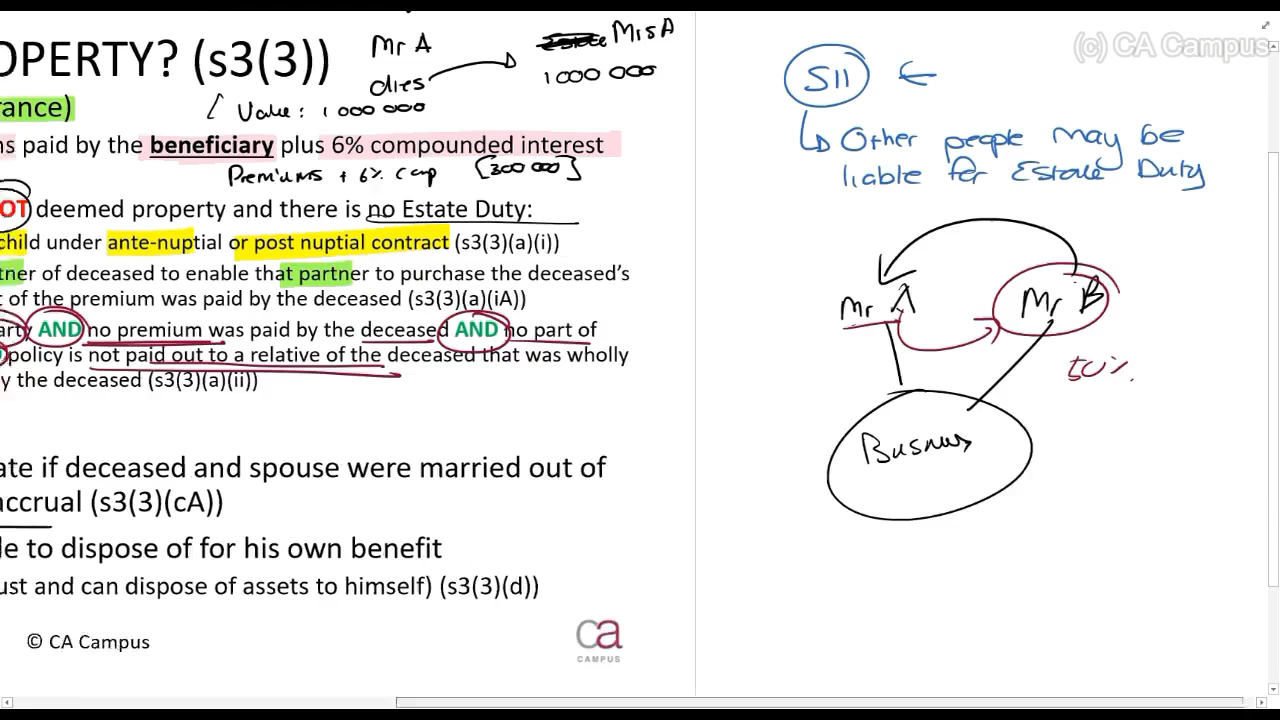 OPERTY? (s3(3))
Mr A
dies
Mrs A
1000 000
rance)
Value: 1 000 000
ns paid by the beneficiary plus 6% compounded interest
Premiums + 6% comp [300 000]
OT deemed property and there is no Estate Duty:
child under ante-nuptial or post nuptial contract (s3(3)(a)(i))
tner of deceased to enable that partner to purchase the deceased's
t of the premium was paid by the deceased (s3(3)(a)(iA))
arty AND no premium was paid by the deceased AND no part of
policy is not paid out to a relative of the deceased that was wholly
y the deceased (s3(3)(a)(ii))
ate if deceased and spouse were married out of
accrual (s3(3)(cA))
le to dispose of for his own benefit
ust and can dispose of assets to himself) (s3(3)(d))
© CA Campus
ca
CAMPUS
(c) CA Campus
S11 ←
↳ Other people may be
liable for Estate Duty
Mr A
Mr B
50%
Business